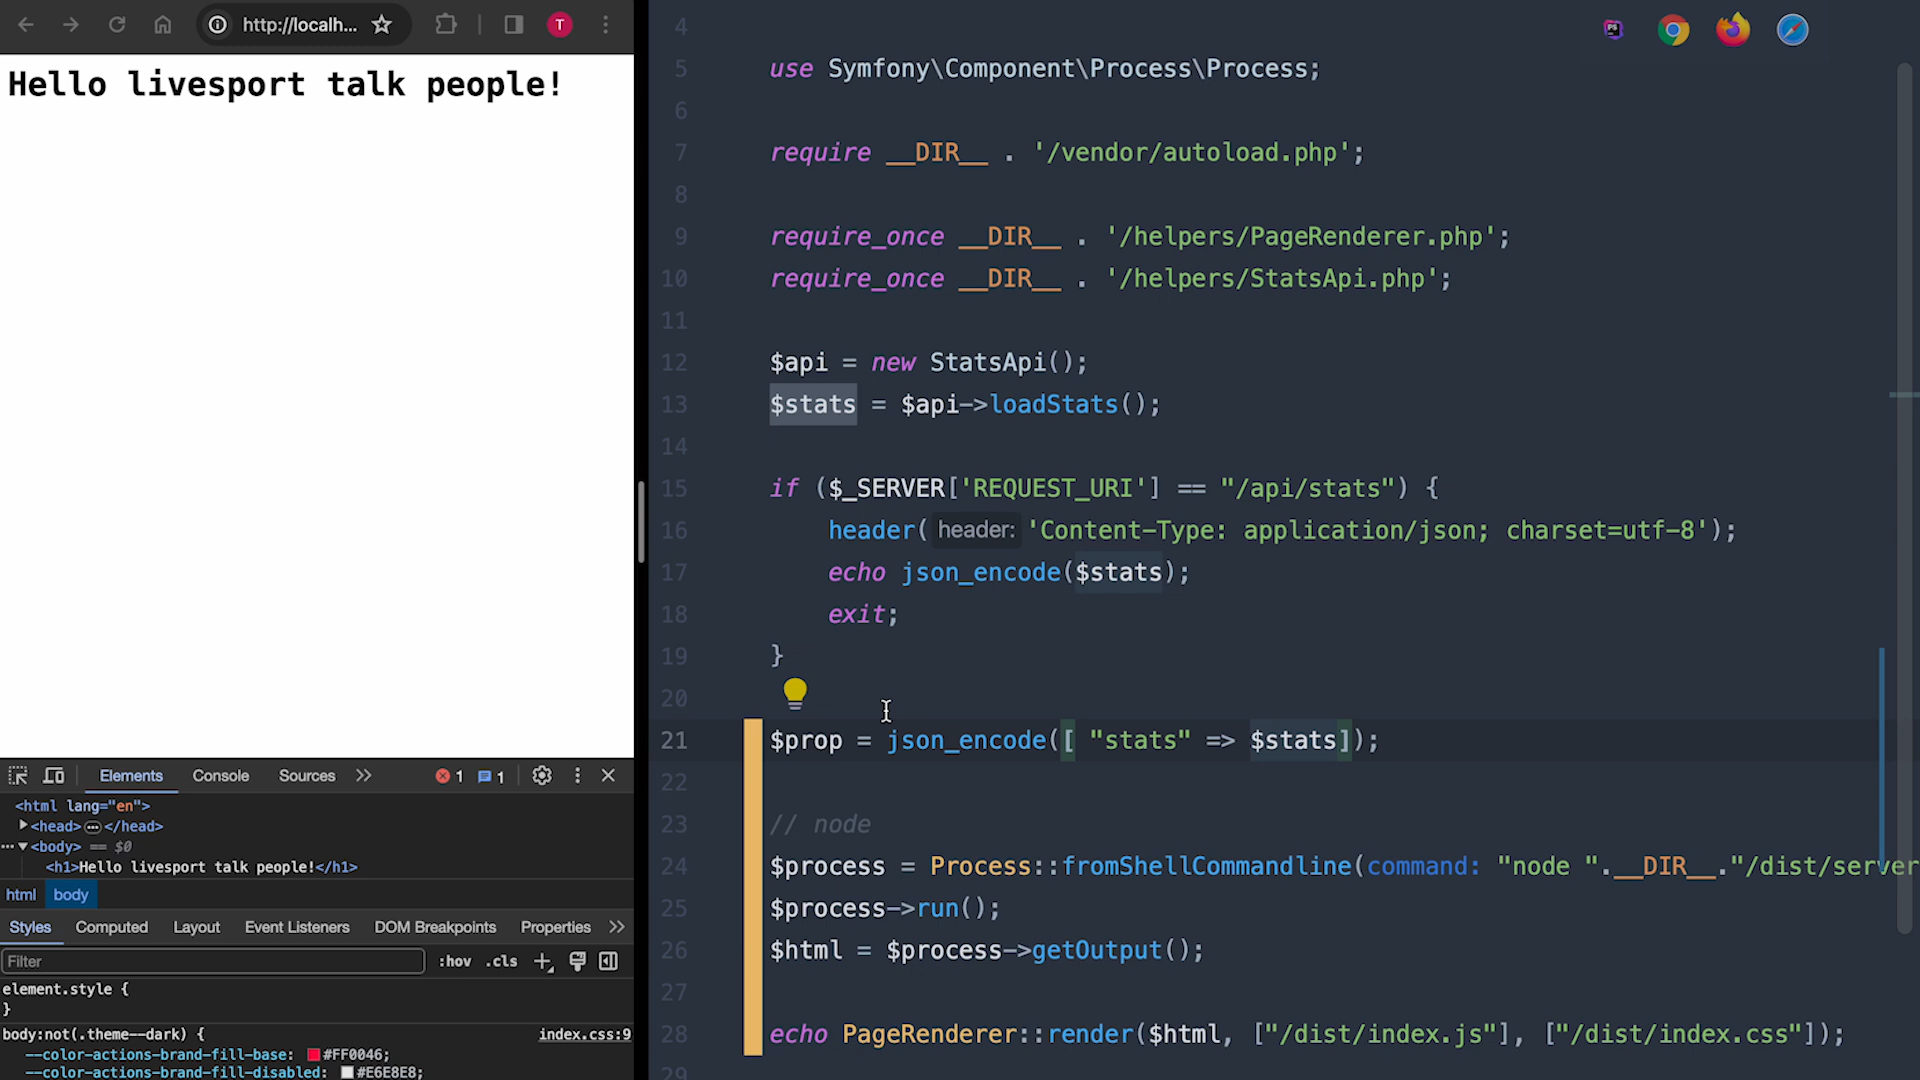 http://localh...
T
Hello livesport talk people!
Elements
Console
Sources
1
1
<html lang="en">
<head>…</head>
<body> == $0
<h1>Hello livesport talk people!</h1>
html
body
Styles
Computed
Layout
Event Listeners
DOM Breakpoints
Properties
Filter
:hov
.cls
element.style {
}
body:not(.theme--dark) {
index.css:9
--color-actions-brand-fill-base: #FF0046;
--color-actions-brand-fill-disabled: #E6E8E8;
PS
4
5 use Symfony\Component\Process\Process;
6
7 require __DIR__ . '/vendor/autoload.php';
8
9 require_once __DIR__ . '/helpers/PageRenderer.php';
10 require_once __DIR__ . '/helpers/StatsApi.php';
11
12 $api = new StatsApi();
13 $stats = $api->loadStats();
14
15 if ($_SERVER['REQUEST_URI'] == "/api/stats") {
16 header( header: 'Content-Type: application/json; charset=utf-8');
17 echo json_encode($stats);
18 exit;
19 }
20
21 $prop = json_encode([ "stats" => $stats]);
22
23 // node
24 $process = Process::fromShellCommandline(command: "node ".__DIR__."/dist/server
25 $process->run();
26 $html = $process->getOutput();
27
28 echo PageRenderer::render($html, ["/dist/index.js"], ["/dist/index.css"]);
29